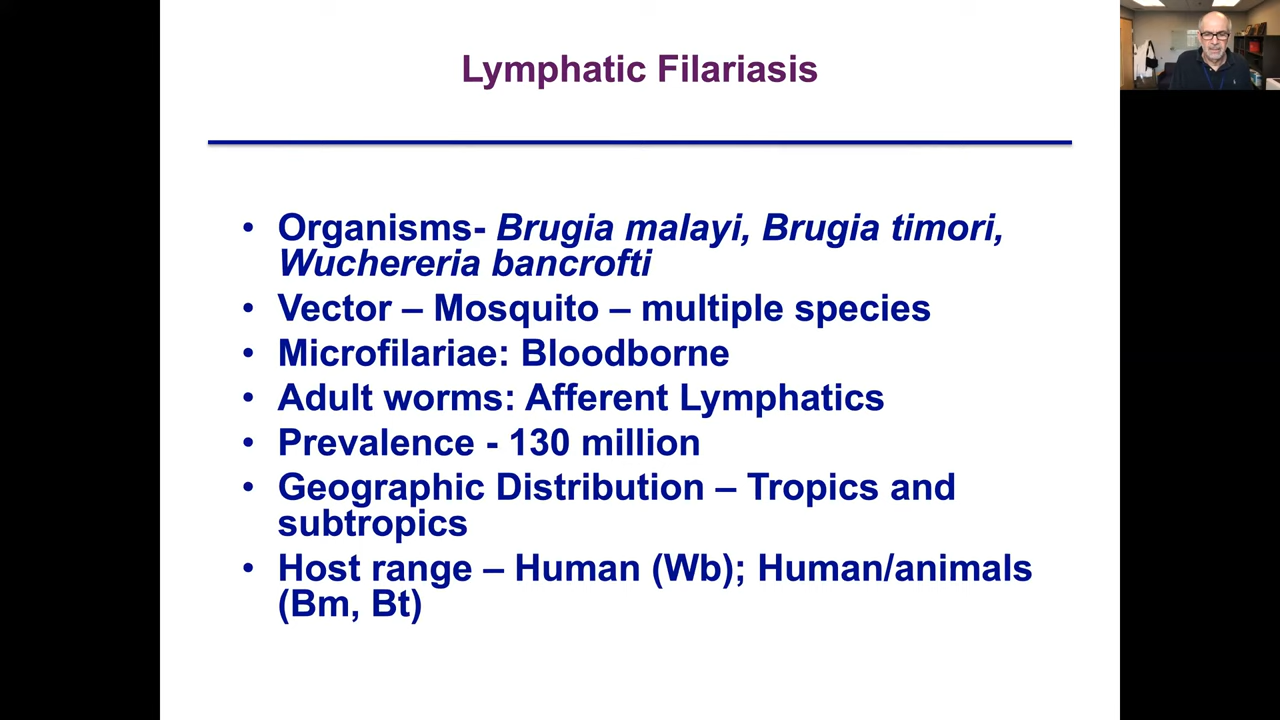 Lymphatic Filariasis
• Organisms- Brugia malayi, Brugia timori,
Wuchereria bancrofti
• Vector – Mosquito – multiple species
• Microfilariae: Bloodborne
• Adult worms: Afferent Lymphatics
• Prevalence - 130 million
• Geographic Distribution – Tropics and
subtropics
• Host range – Human (Wb); Human/animals
(Bm, Bt)